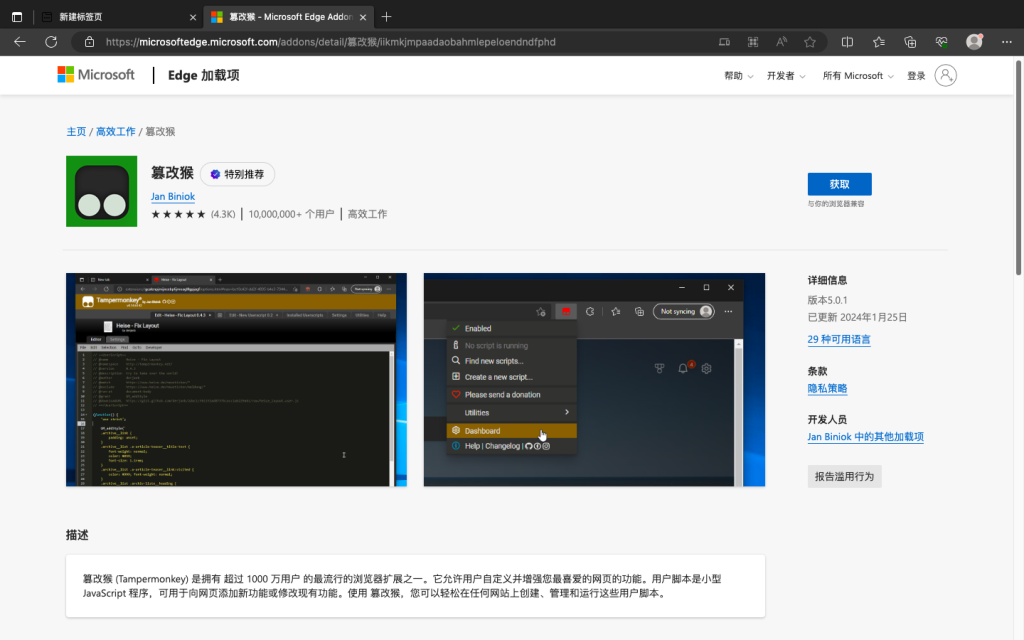 新建标签页
篡改猴 - Microsoft Edge Addon
https://microsoftedge.microsoft.com/addons/detail/篡改猴/iikmkjmpaadaobahmlepeloendndfphd
Microsoft
Edge 加载项
帮助
开发者
所有 Microsoft
登录
主页 / 高效工作 / 篡改猴
篡改猴
特别推荐
Jan Biniok
(4.3K)
10,000,000+ 个用户
高效工作
获取
与你的浏览器兼容
Tampermonkey®
Heise - Fix Layout
Not syncing
Enabled
No script is running
Find new scripts...
Create a new script...
Please send a donation
Utilities
Dashboard
Help | Changelog |
详细信息
版本5.0.1
已更新 2024年1月25日
29 种可用语言
条款
隐私策略
开发人员
Jan Biniok 中的其他加载项
报告滥用行为
描述
篡改猴 (Tampermonkey) 是拥有 超过 1000 万用户 的最流行的浏览器扩展之一。它允许用户自定义并增强您最喜爱的网页的功能。用户脚本是小型
JavaScript 程序，可用于向网页添加新功能或修改现有功能。使用 篡改猴，您可以轻松在任何网站上创建、管理和运行这些用户脚本。